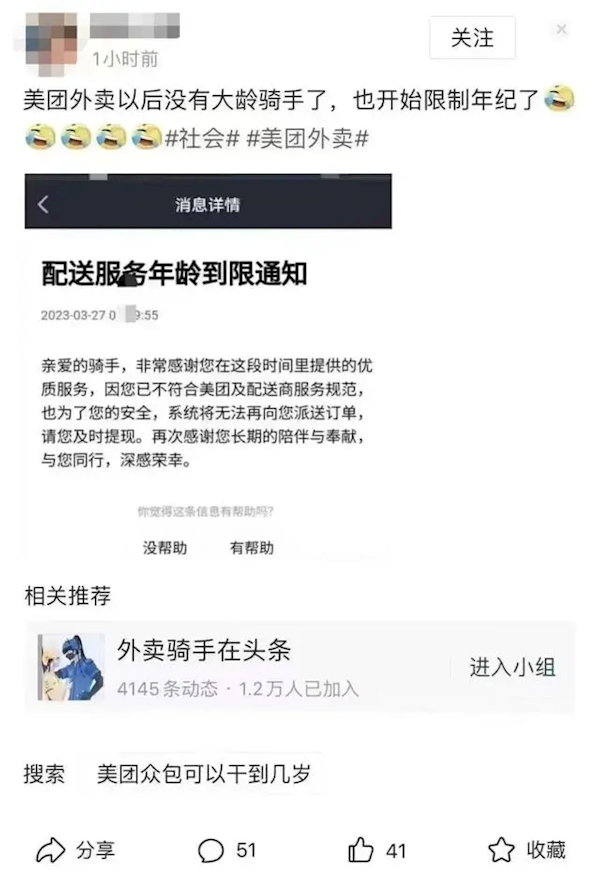 1小时前
关注
美团外卖以后没有大龄骑手了，也开始限制年纪了
#社会# #美团外卖#
消息详情
配送服务年龄到限通知
2023-03-27 0 9:55
亲爱的骑手，非常感谢您在这段时间里提供的优
质服务，因您已不符合美团及配送商服务规范，
也为了您的安全，系统将无法再向您派送订单，
请您及时提现。再次感谢您长期的陪伴与奉献，
与您同行，深感荣幸。
你觉得这条信息有帮助吗?
没帮助 有帮助
相关推荐
外卖骑手在头条
4145条动态 · 1.2万人已加入
进入小组
搜索 美团众包可以干到几岁
分享 51 41 收藏